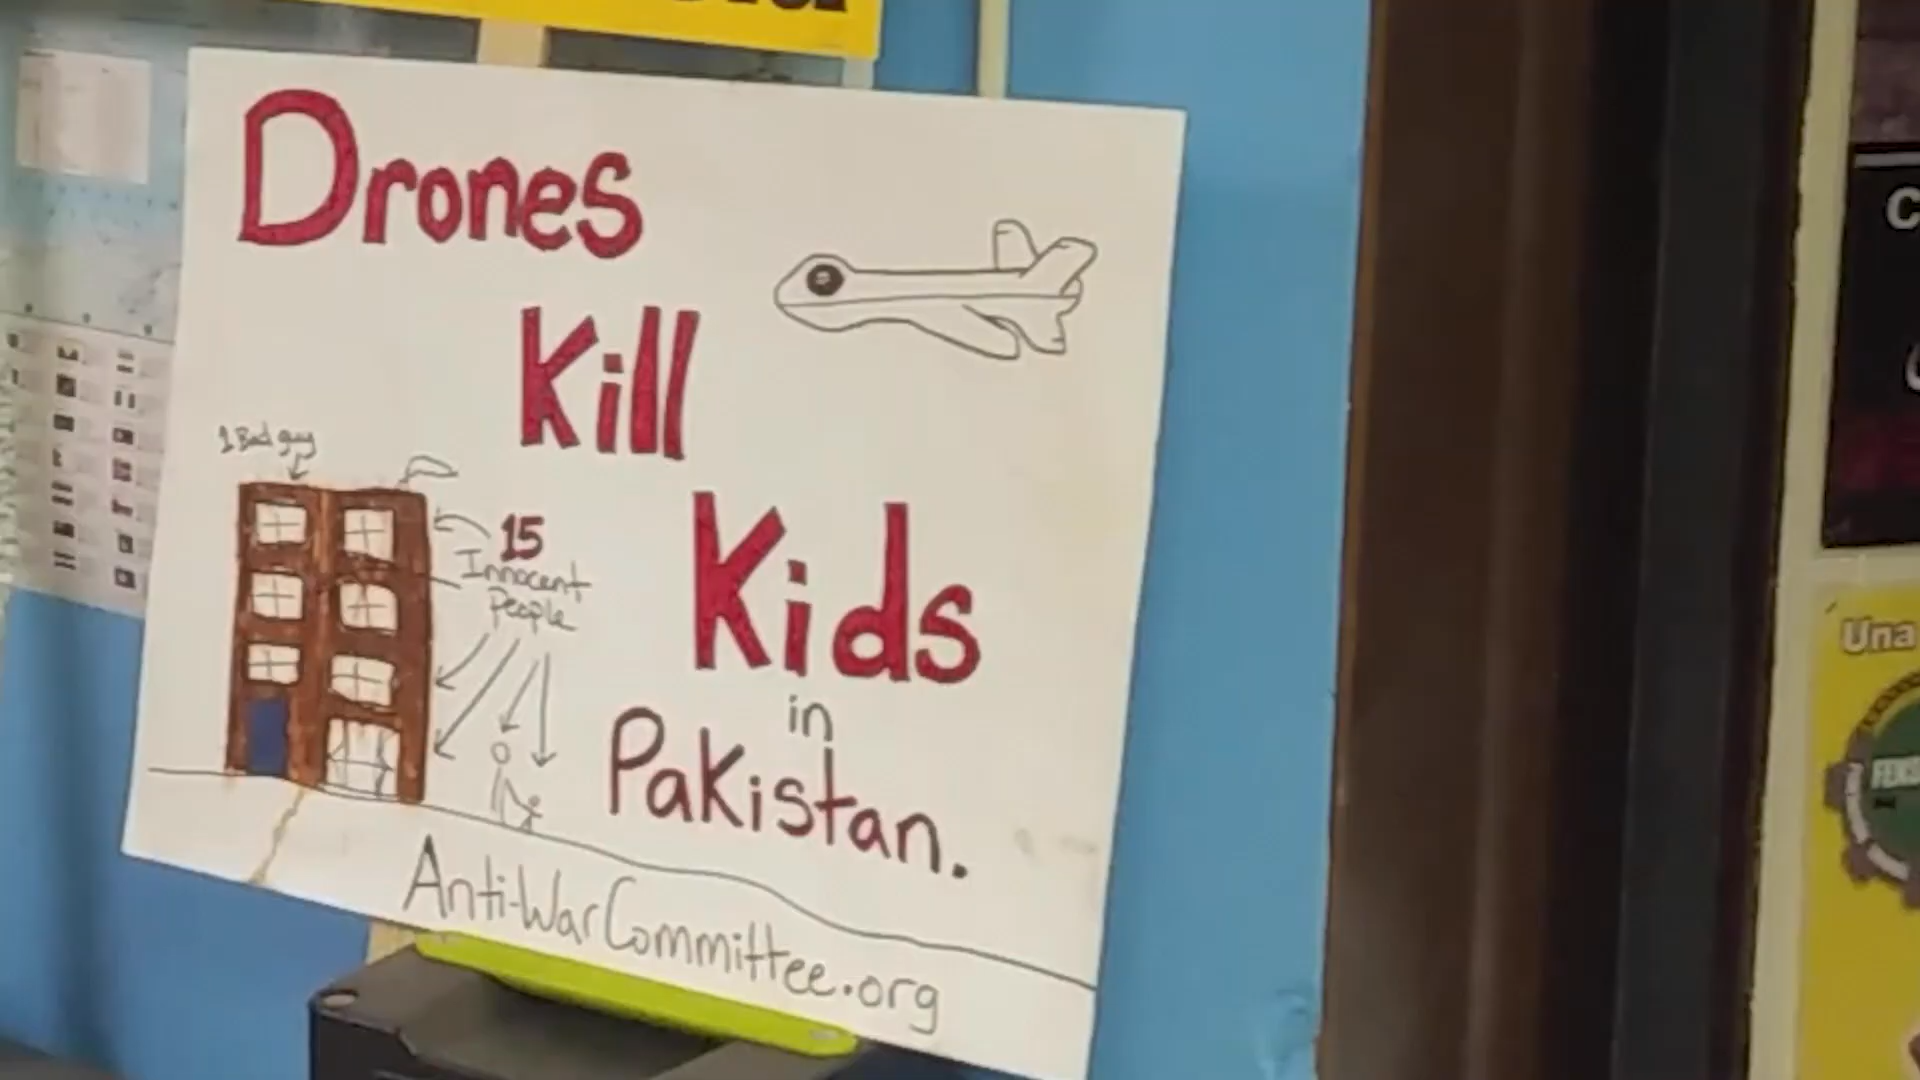 Drones
Kill
Kids
in
Pakistan.
1 Bad guy
15
Innocent
People
Anti-WarCommittee.org
Una